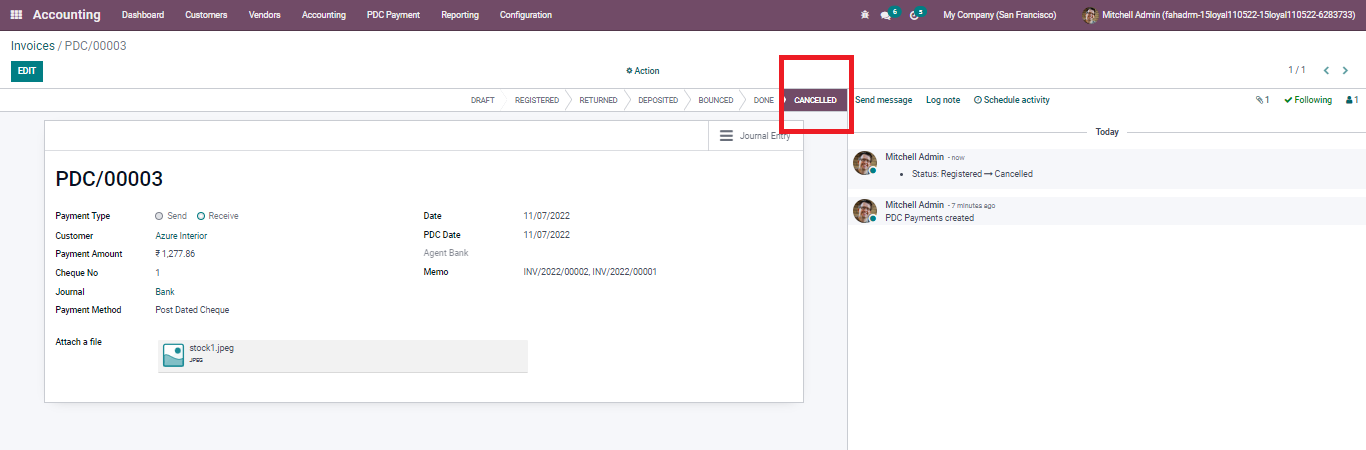 Accounting Dashboard Customers Vendors Accounting PDC Payment Reporting Configuration 6 5 My Company (San Francisco) Mitchell Admin (fahadrm-15loyal110522-15loyal110522-6283733)
Invoices / PDC/00003
EDIT Action 1 / 1
DRAFT REGISTERED RETURNED DEPOSITED BOUNCED DONE CANCELLED Send message Log note Schedule activity 1 Following 1
Journal Entry
Today
PDC/00003
Mitchell Admin - now
Status: Registered → Cancelled
Mitchell Admin - 7 minutes ago
PDC Payments created
Payment Type Send Receive Date 11/07/2022
Customer Azure Interior PDC Date 11/07/2022
Payment Amount ₹ 1,277.86 Agent Bank
Cheque No 1 Memo INV/2022/00002, INV/2022/00001
Journal Bank
Payment Method Post Dated Cheque
Attach a file stock1.jpeg
JPEG